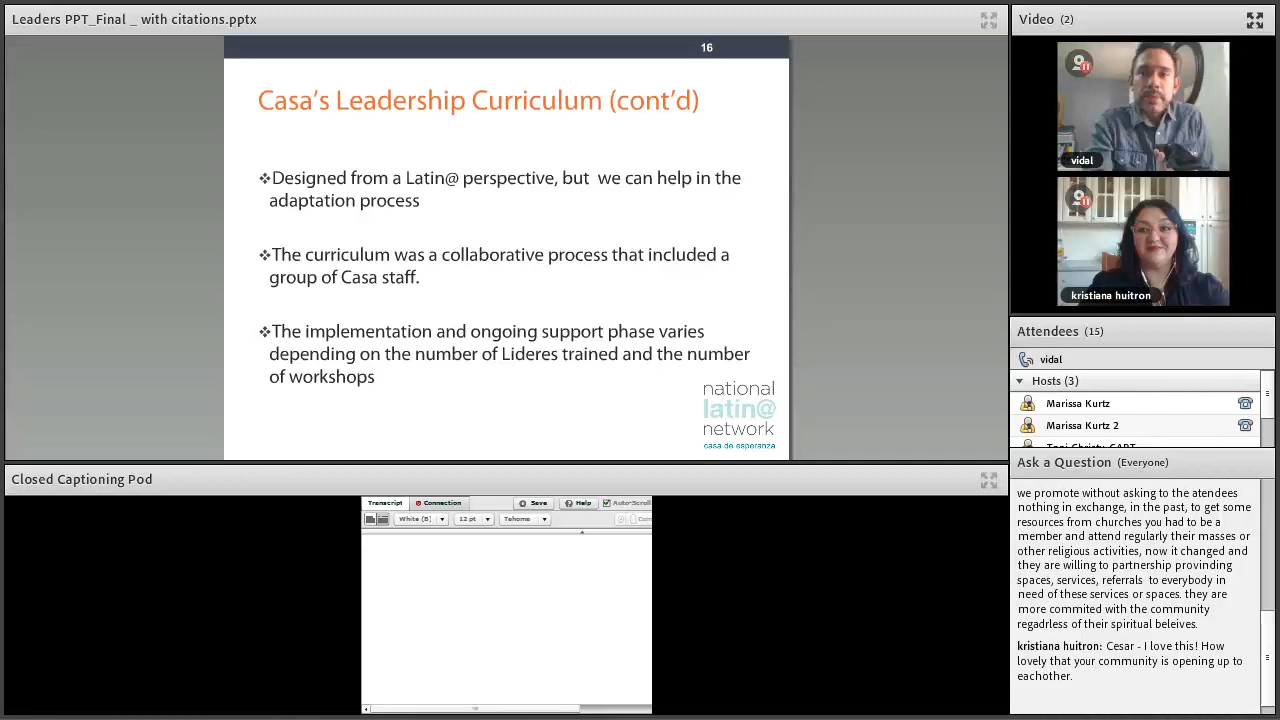 Leaders PPT_Final _ with citations.pptx
16
Casa's Leadership Curriculum (cont'd)
❖Designed from a Latin@ perspective, but we can help in the
adaptation process
❖The curriculum was a collaborative process that included a
group of Casa staff.
❖The implementation and ongoing support phase varies
depending on the number of Lideres trained and the number
of workshops
national
latin@
network
casa de esperanza
Closed Captioning Pod
Transcript Connection Save Help Auto-Scroll
White (B) 12 pt Tahoma
Video (2)
vidal
kristiana huitron
Attendees (15)
vidal
Hosts (3)
Marissa Kurtz
Marissa Kurtz 2
Ask a Question (Everyone)
we promote without asking to the atendees
nothing in exchange, in the past, to get some
resources from churches you had to be a
member and attend regularly their masses or
other religious activities, now it changed and
they are willing to partnership provinding
spaces, services, referrals to everybody in
need of these services or spaces. they are
more commited with the community
regadrless of their spiritual beleives.
kristiana huitron: Cesar - I love this! How
lovely that your community is opening up to
eachother.